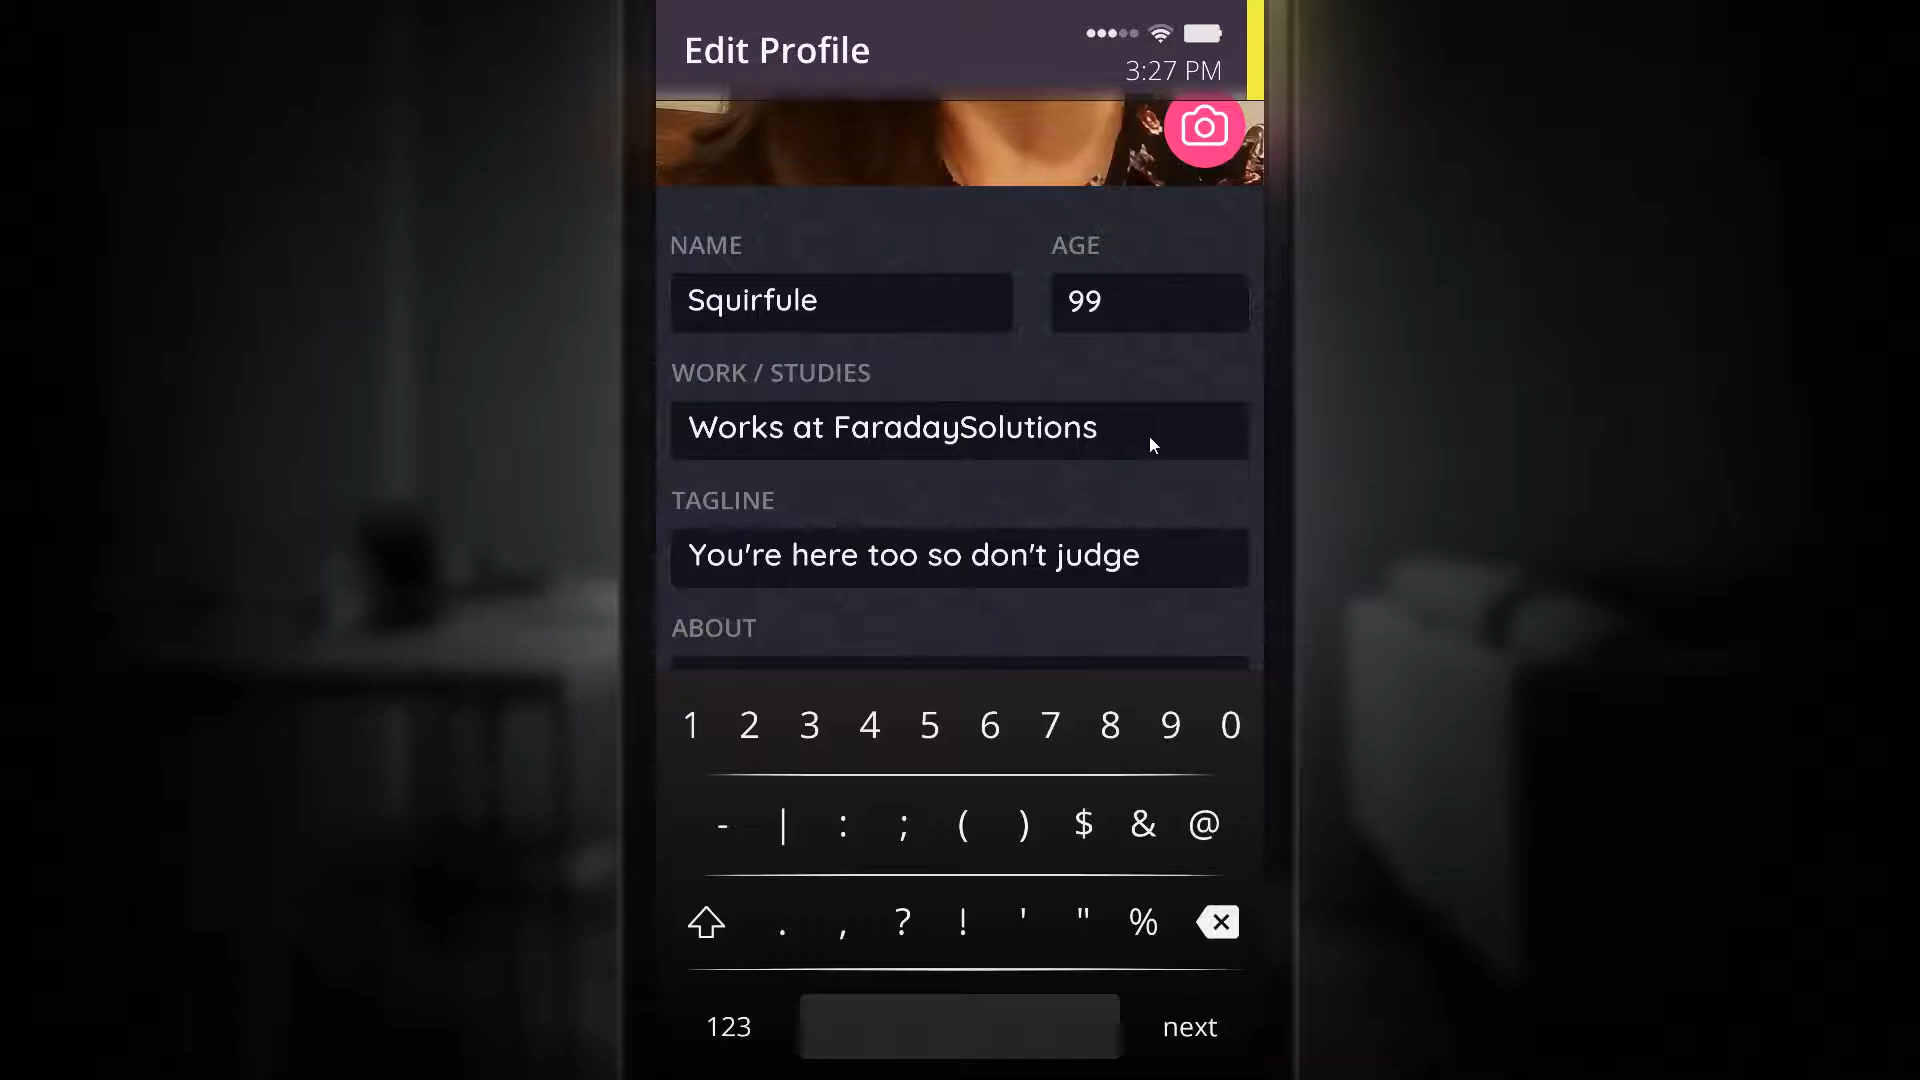 Edit Profile
3:27 PM
NAME
AGE
Squirfule
99
WORK / STUDIES
Works at FaradaySolutions
TAGLINE
You're here too so don't judge
ABOUT
1 2 3 4 5 6 7 8 9 0
- | : ; ( ) $ & @
. , ? ! ' " %
123
next